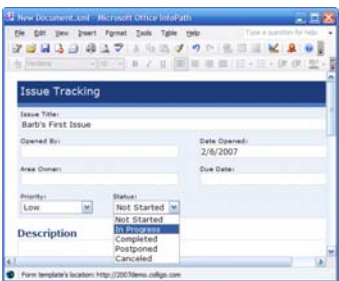 New Document.xml - Microsoft Office InfoPath
File Edit View Insert Format Tools Table Help Type a question for help
Verdana
Issue Tracking
Issue Title:
Barb's First Issue
Opened By: Date Opened:
2/6/2007
Area Owner: Due Date:
Priority: Status:
Low Not Started
Not Started
In Progress
Description Completed
Postponed
Canceled
Form template's location: http://2007demo.colligo.com